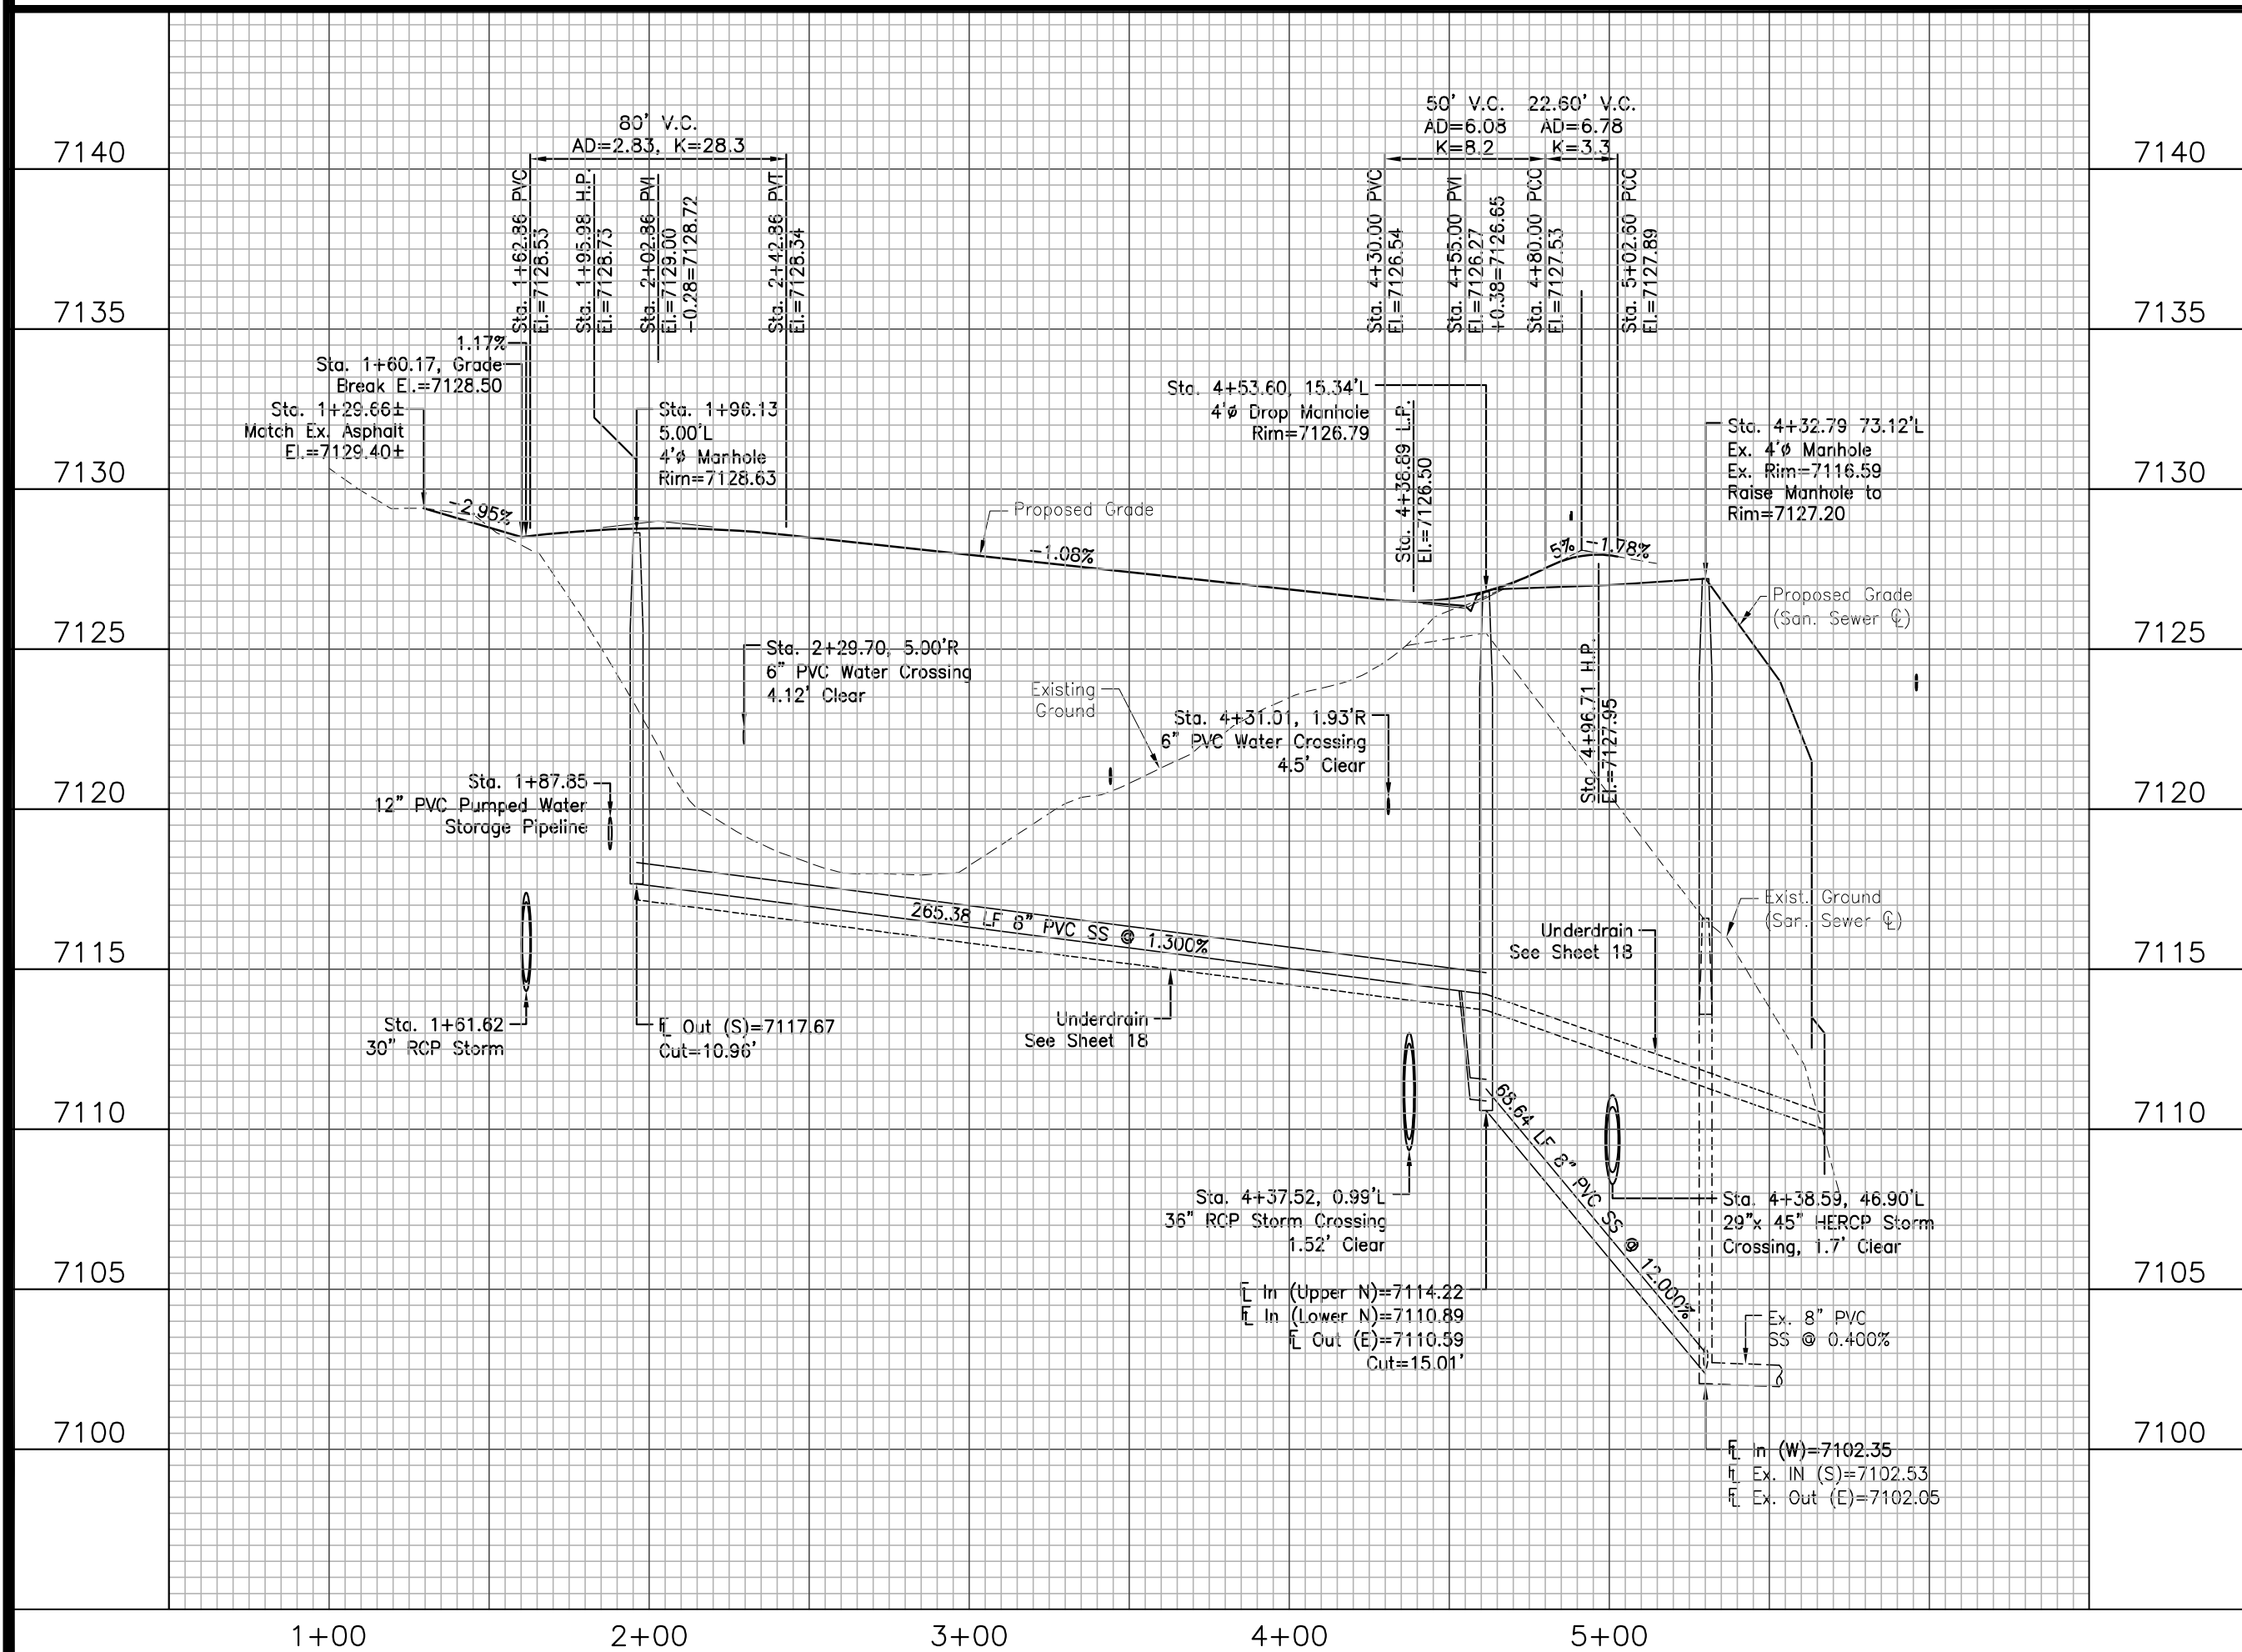 80' V.C.
AD=2.83, K=28.3
50' V.C.
AD=6.08
K=8.2
22.60' V.C.
AD=6.78
K=3.3
7140
7140
Sta. 1+62.86 PVC
El.=7128.53
Sta. 1+95.98 H.P.
El.=7128.73
Sta. 2+02.86 PVI
El.=7129.00
-0.28=7128.72
Sta. 2+42.86 PVT
El.=7128.34
Sta. 4+30.00 PVC
El.=7126.54
Sta. 4+55.00 PVI
El.=7126.27
+0.38=7126.65
Sta. 4+80.00 PCC
El.=7127.53
Sta. 5+02.60 PCC
El.=7127.89
7135
7135
1.17%
Sta. 1+60.17, Grade
Break El.=7128.50
Sta. 1+29.66±
Match Ex. Asphalt
El.=7129.40±
Sta. 1+96.13
5.00'L
4'ø Manhole
Rim=7128.63
Sta. 4+53.60, 15.34'L
4'ø Drop Manhole
Rim=7126.79
Sta. 4+38.89 L.P.
El.=7126.50
Sta. 4+32.79 73.12'L
Ex. 4'ø Manhole
Ex. Rim=7116.59
Raise Manhole to
Rim=7127.20
7130
7130
-2.95%
Proposed Grade
-1.08%
5%
-1.78%
Proposed Grade
(San. Sewer ℄)
7125
7125
Sta. 2+29.70, 5.00'R
6" PVC Water Crossing
4.12' Clear
Existing
Ground
Sta. 4+31.01, 1.93'R
6" PVC Water Crossing
4.5' Clear
Sta. 4+96.71 H.P.
El.=7127.95
Sta. 1+87.85
12" PVC Pumped Water
Storage Pipeline
7120
7120
265.38 LF 8" PVC SS @ 1.300%
Exist. Ground
(San. Sewer ℄)
Underdrain
See Sheet 18
7115
7115
Sta. 1+61.62
30" RCP Storm
FL Out (S)=7117.67
Cut=10.96'
Underdrain
See Sheet 18
7110
7110
68.64 LF 8" PVC SS @ 12.000%
Sta. 4+37.52, 0.99'L
36" RCP Storm Crossing
1.52' Clear
Sta. 4+38.59, 46.90'L
29"x 45" HERCP Storm
Crossing, 1.7' Clear
7105
7105
FL In (Upper N)=7114.22
FL In (Lower N)=7110.89
FL Out (E)=7110.59
Cut=15.01'
Ex. 8" PVC
SS @ 0.400%
7100
7100
FL In (W)=7102.35
FL Ex. IN (S)=7102.53
FL Ex. Out (E)=7102.05
1+00
2+00
3+00
4+00
5+00